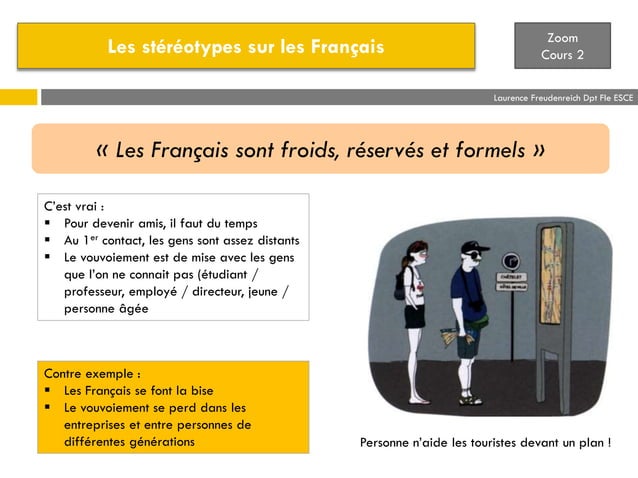 Les stéréotypes sur les Français
Zoom
Cours 2
Laurence Freudenreich Dpt Fle ESCE
« Les Français sont froids, réservés et formels »
C'est vrai :
▪ Pour devenir amis, il faut du temps
▪ Au 1er contact, les gens sont assez distants
▪ Le vouvoiement est de mise avec les gens
que l'on ne connait pas (étudiant /
professeur, employé / directeur, jeune /
personne âgée
CHÂTELET
HÔTEL DE VILLE
Contre exemple :
▪ Les Français se font la bise
▪ Le vouvoiement se perd dans les
entreprises et entre personnes de
différentes générations
Personne n'aide les touristes devant un plan !